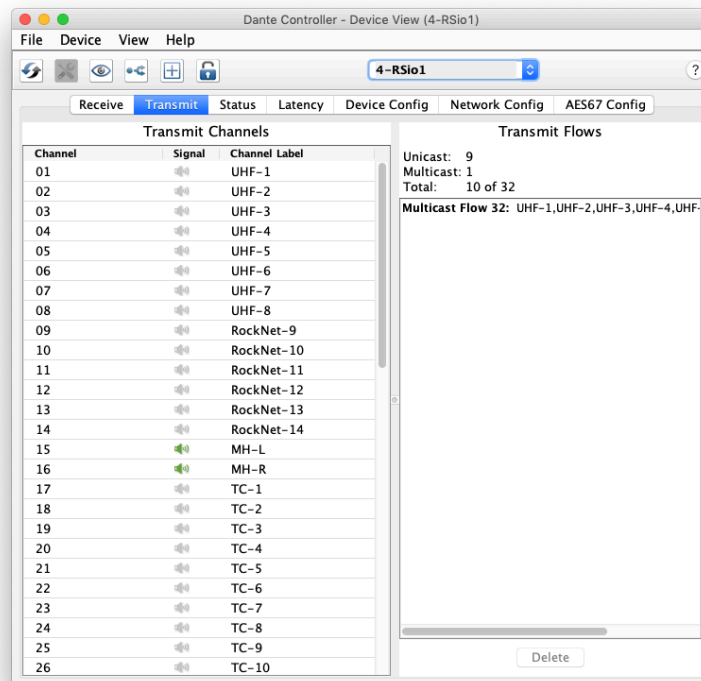 Dante Controller - Device View (4-RSio1)
File Device View Help
4-RSio1
?
Receive Transmit Status Latency Device Config Network Config AES67 Config
Transmit Channels
Channel Signal Channel Label
01 UHF-1
02 UHF-2
03 UHF-3
04 UHF-4
05 UHF-5
06 UHF-6
07 UHF-7
08 UHF-8
09 RockNet-9
10 RockNet-10
11 RockNet-11
12 RockNet-12
13 RockNet-13
14 RockNet-14
15 MH-L
16 MH-R
17 TC-1
18 TC-2
19 TC-3
20 TC-4
21 TC-5
22 TC-6
23 TC-7
24 TC-8
25 TC-9
26 TC-10
Transmit Flows
Unicast: 9
Multicast: 1
Total: 10 of 32
Multicast Flow 32: UHF-1,UHF-2,UHF-3,UHF-4,UHF-
Delete